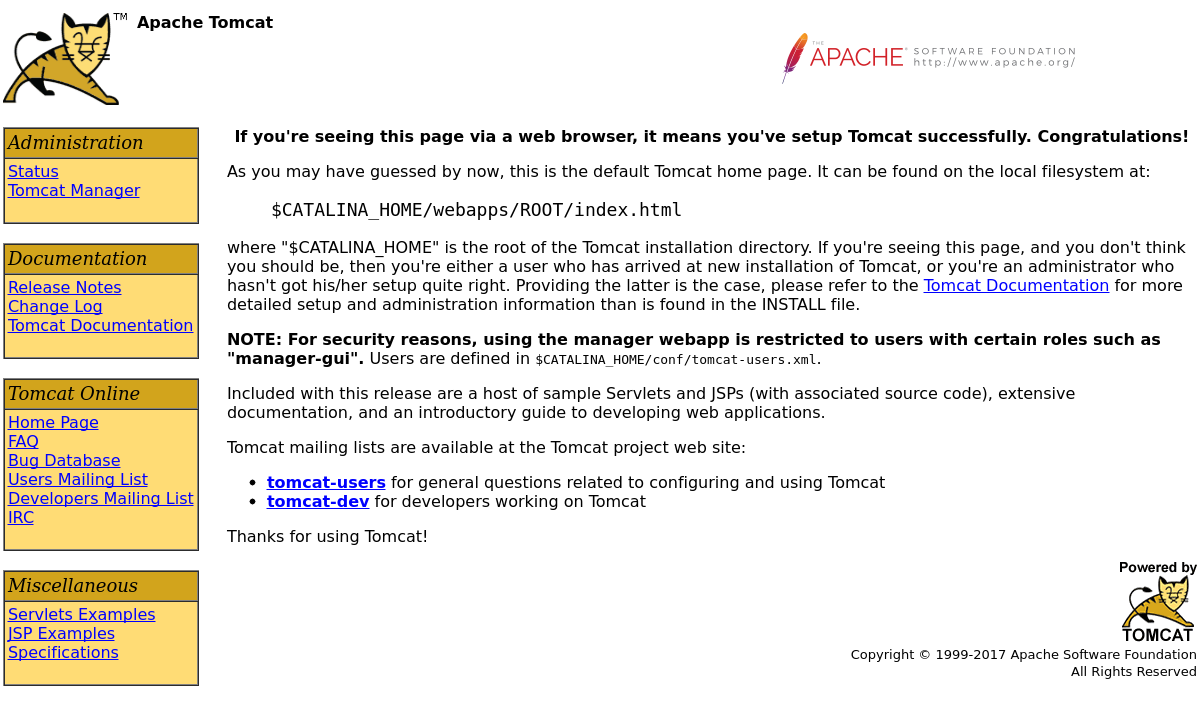 TM
Apache Tomcat
THE
APACHE® SOFTWARE FOUNDATION
http://www.apache.org/
Administration
Status
Tomcat Manager
Documentation
Release Notes
Change Log
Tomcat Documentation
Tomcat Online
Home Page
FAQ
Bug Database
Users Mailing List
Developers Mailing List
IRC
Miscellaneous
Servlets Examples
JSP Examples
Specifications
If you're seeing this page via a web browser, it means you've setup Tomcat successfully. Congratulations!
As you may have guessed by now, this is the default Tomcat home page. It can be found on the local filesystem at:
$CATALINA_HOME/webapps/ROOT/index.html
where "$CATALINA_HOME" is the root of the Tomcat installation directory. If you're seeing this page, and you don't think
you should be, then you're either a user who has arrived at new installation of Tomcat, or you're an administrator who
hasn't got his/her setup quite right. Providing the latter is the case, please refer to the Tomcat Documentation for more
detailed setup and administration information than is found in the INSTALL file.
NOTE: For security reasons, using the manager webapp is restricted to users with certain roles such as
"manager-gui". Users are defined in $CATALINA_HOME/conf/tomcat-users.xml.
Included with this release are a host of sample Servlets and JSPs (with associated source code), extensive
documentation, and an introductory guide to developing web applications.
Tomcat mailing lists are available at the Tomcat project web site:
• tomcat-users for general questions related to configuring and using Tomcat
• tomcat-dev for developers working on Tomcat
Thanks for using Tomcat!
Powered by
TOMCAT
Copyright © 1999-2017 Apache Software Foundation
All Rights Reserved